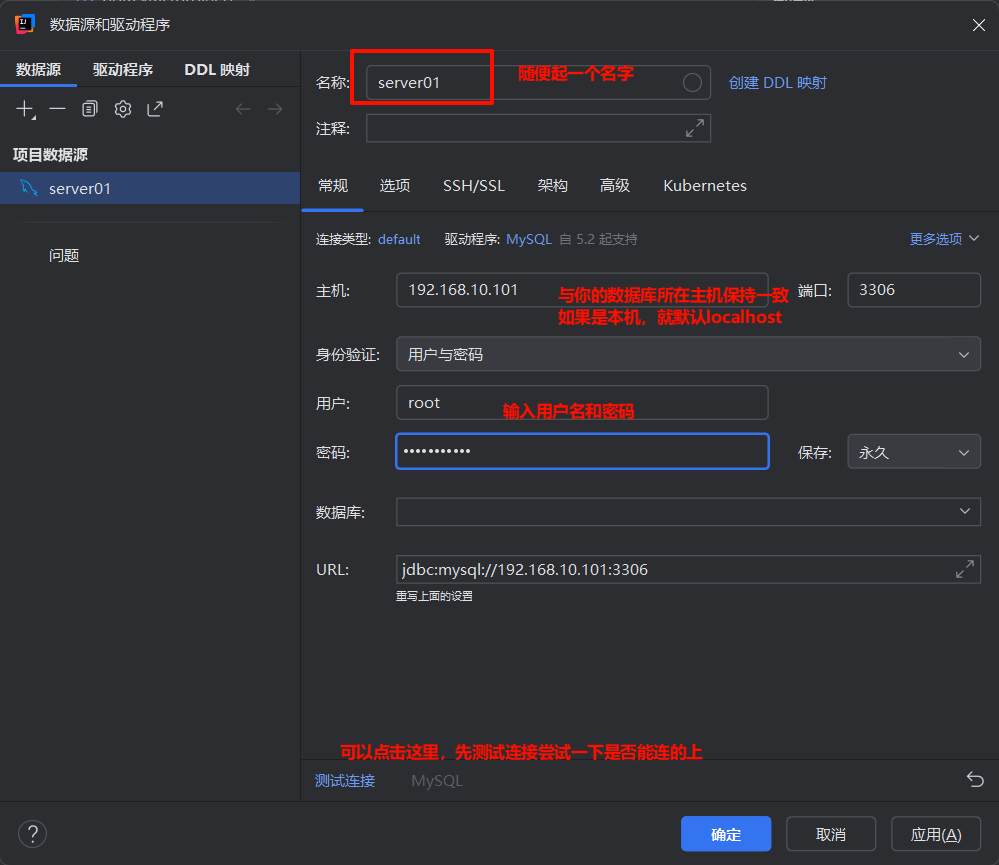 数据源和驱动程序
数据源 驱动程序 DDL 映射
项目数据源
server01
问题
名称: server01 随便起一个名字 创建 DDL 映射
注释:
常规 选项 SSH/SSL 架构 高级 Kubernetes
连接类型: default 驱动程序: MySQL 自 5.2 起支持 更多选项
主机: 192.168.10.101 与你的数据库所在主机保持一致 端口: 3306
如果是本机，就默认localhost
身份验证: 用户与密码
用户: root 输入用户名和密码
密码: ••••••••••• 保存: 永久
数据库:
URL: jdbc:mysql://192.168.10.101:3306
重写上面的设置
可以点击这里，先测试连接尝试一下是否能连的上
测试连接 MySQL
? 确定 取消 应用(A)